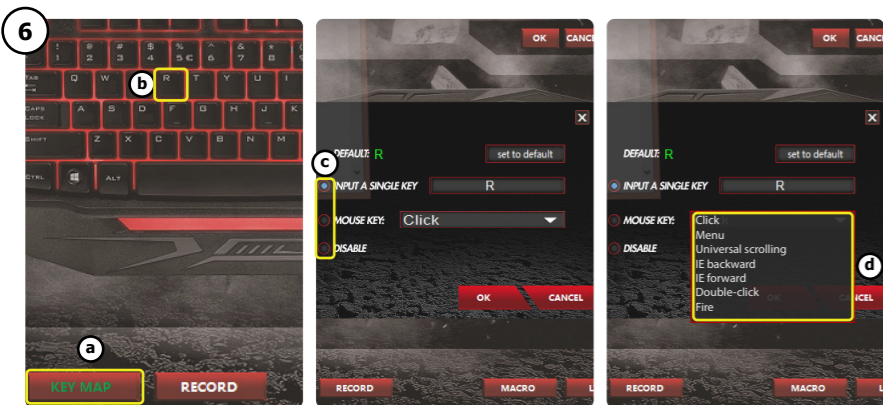 6
! @ # $ % ^ & * (
1 2 3 4 5 € 6 7 8
TAB Q W R T Y U I
b
CAPS LOCK A S D F G H J K
SHIFT Z X C V B N M
CTRL ALT
a
KEY MAP RECORD
OK CANC
X
DEFAULT: R set to default
c
INPUT A SINGLE KEY R
MOUSE KEY: Click
DISABLE
OK CANCEL
RECORD MACRO L
OK CANC
X
DEFAULT: R set to default
INPUT A SINGLE KEY R
MOUSE KEY: Click
Menu
DISABLE Universal scrolling
IE backward
d
IE forward
Double-click OK CANCEL
Fire
RECORD MACRO L